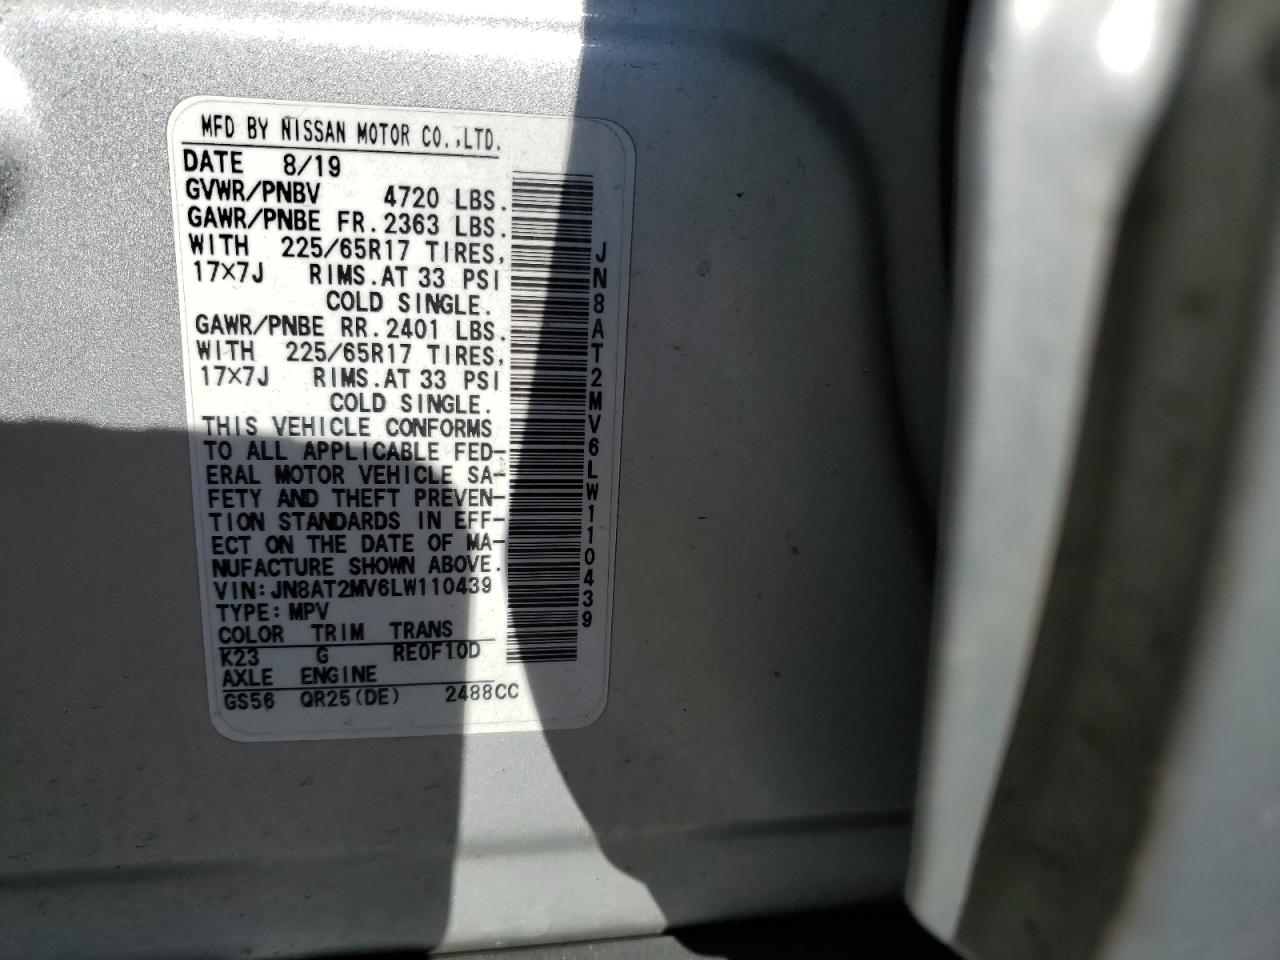 MFD BY NISSAN MOTOR CO.,LTD.
DATE 8/19
GVWR/PNBV 4720 LBS.
GAWR/PNBE FR.2363 LBS.
WITH 225/65R17 TIRES,
17×7J RIMS.AT 33 PSI
COLD SINGLE.
GAWR/PNBE RR.2401 LBS.
WITH 225/65R17 TIRES,
17×7J RIMS.AT 33 PSI
COLD SINGLE.
THIS VEHICLE CONFORMS
TO ALL APPLICABLE FED-
ERAL MOTOR VEHICLE SA-
FETY AND THEFT PREVEN-
TION STANDARDS IN EFF-
ECT ON THE DATE OF MA-
NUFACTURE SHOWN ABOVE.
VIN:JN8AT2MV6LW110439
TYPE:MPV
COLOR TRIM TRANS
K23 G RE0F10D
AXLE ENGINE
GS56 QR25(DE) 2488CC
JN8AT2MV6LW110439